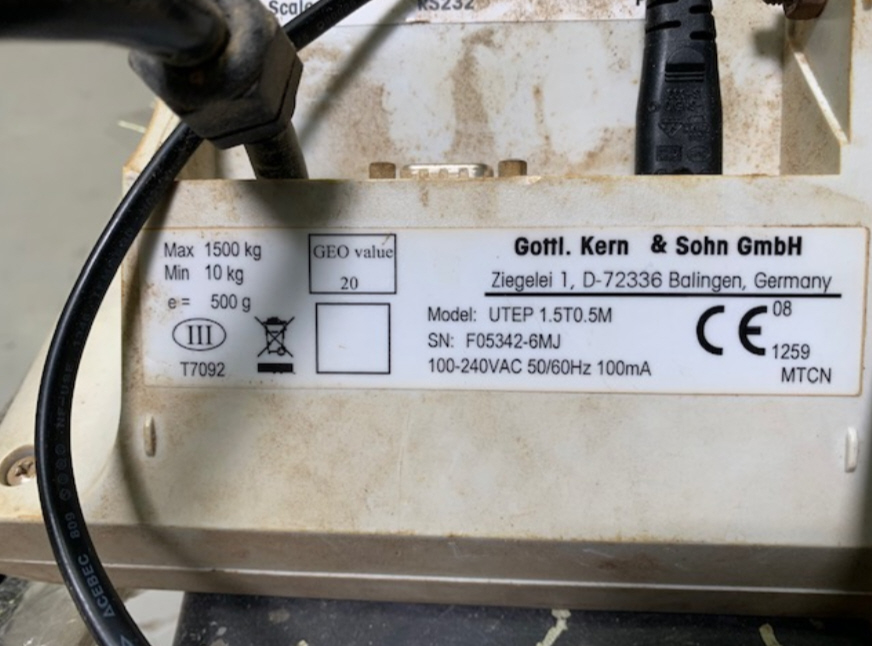 Scale
RS232
Max 1500 kg
Min 10 kg
e = 500 g
III
T7092
GEO value
20
Gottl. Kern & Sohn GmbH
Ziegelei 1, D-72336 Balingen, Germany
Model: UTEP 1.5T0.5M
SN: F05342-6MJ
100-240VAC 50/60Hz 100mA
CE 08
1259
MTCN
ACEBEC 809